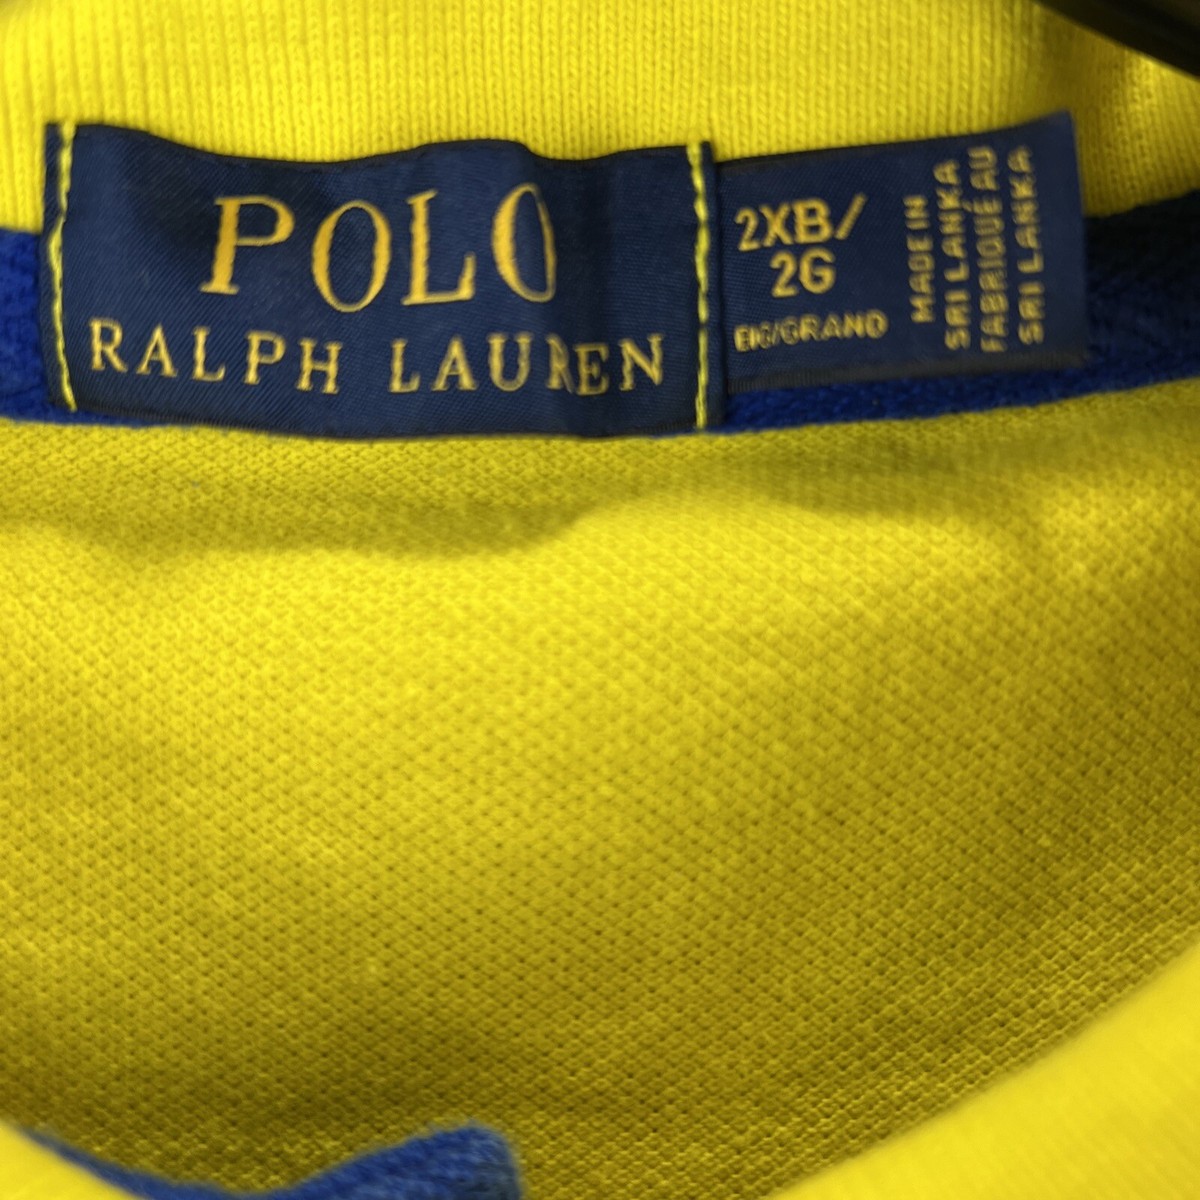 POLO
RALPH LAUREN
2XB/
2G
BIG/GRAND
MADE IN
SRI LANKA
FABRIQUÉ AU
SRI LANKA